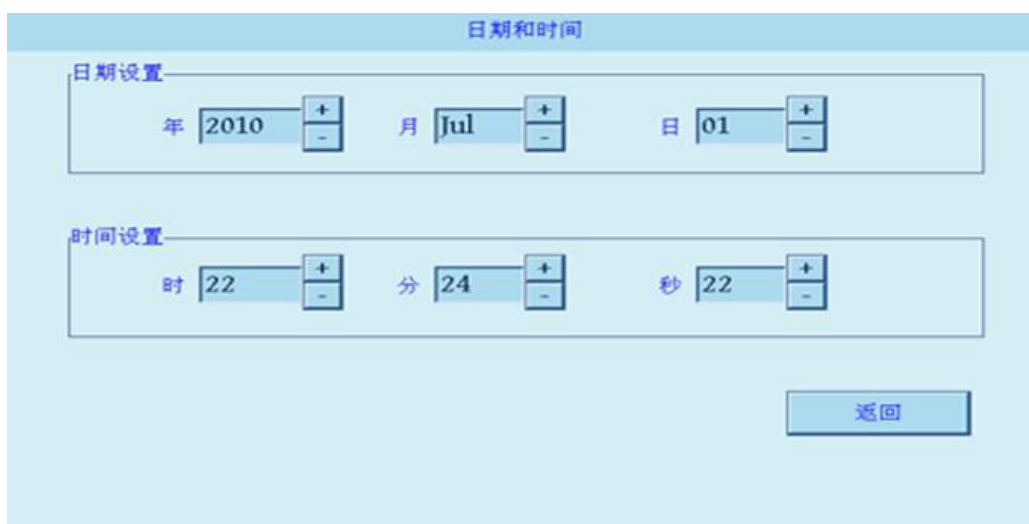 日期和时间
日期设置
年 2010 + - 月 Jul + - 日 01 + -
时间设置
时 22 + - 分 24 + - 秒 22 + -
返回